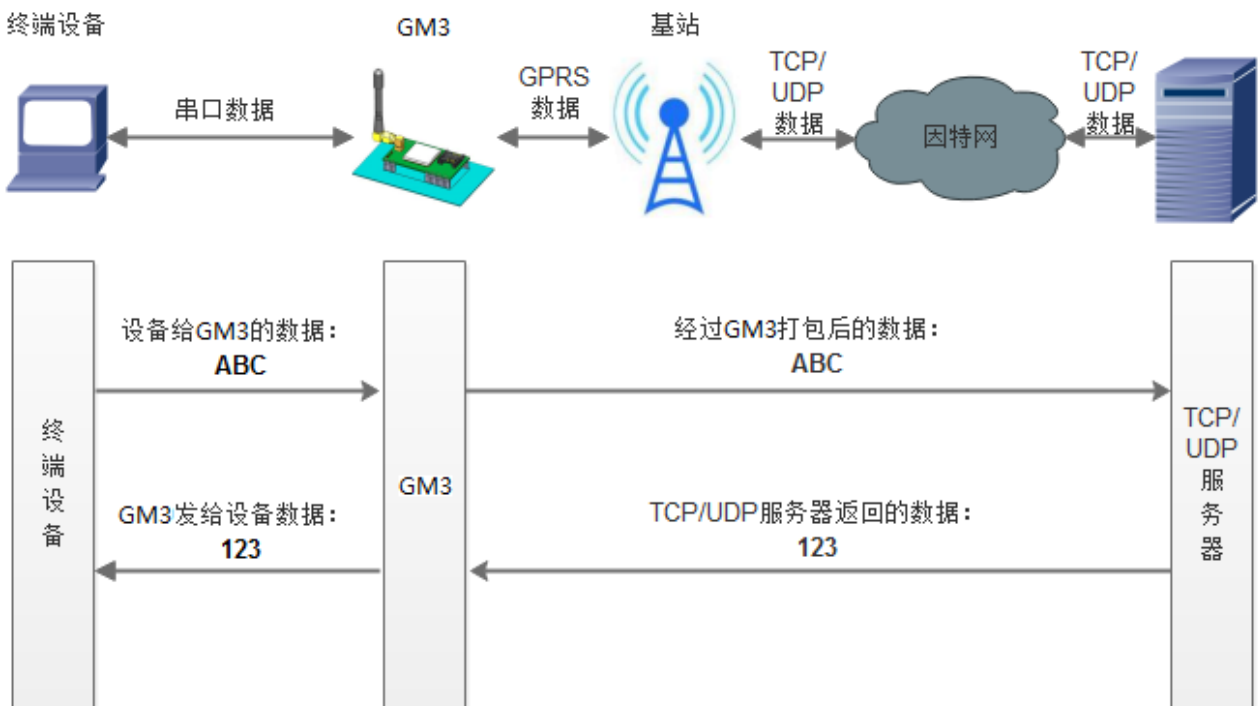 终端设备
GM3
基站
串口数据
GPRS
数据
TCP/
UDP
数据
因特网
TCP/
UDP
数据
设备给GM3的数据：
ABC
经过GM3打包后的数据：
ABC
终
端
设
备
GM3
TCP/
UDP
服
务
器
GM3发给设备数据：
123
TCP/UDP服务器返回的数据：
123